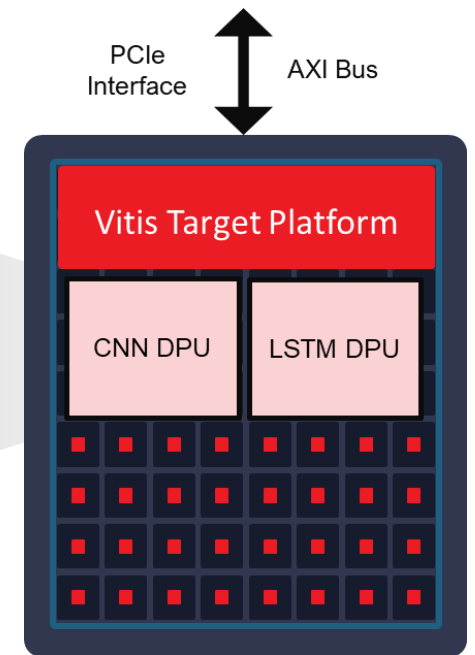 PCIe
Interface
AXI Bus
Vitis Target Platform
CNN DPU
LSTM DPU